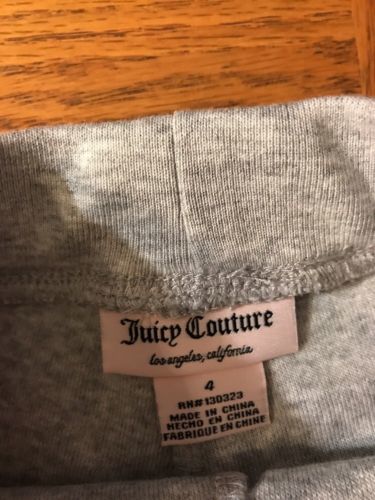 Juicy Couture
los angeles, california
4
RN#130323
MADE IN CHINA
HECHO EN CHINA
FABRIQUE EN CHINE